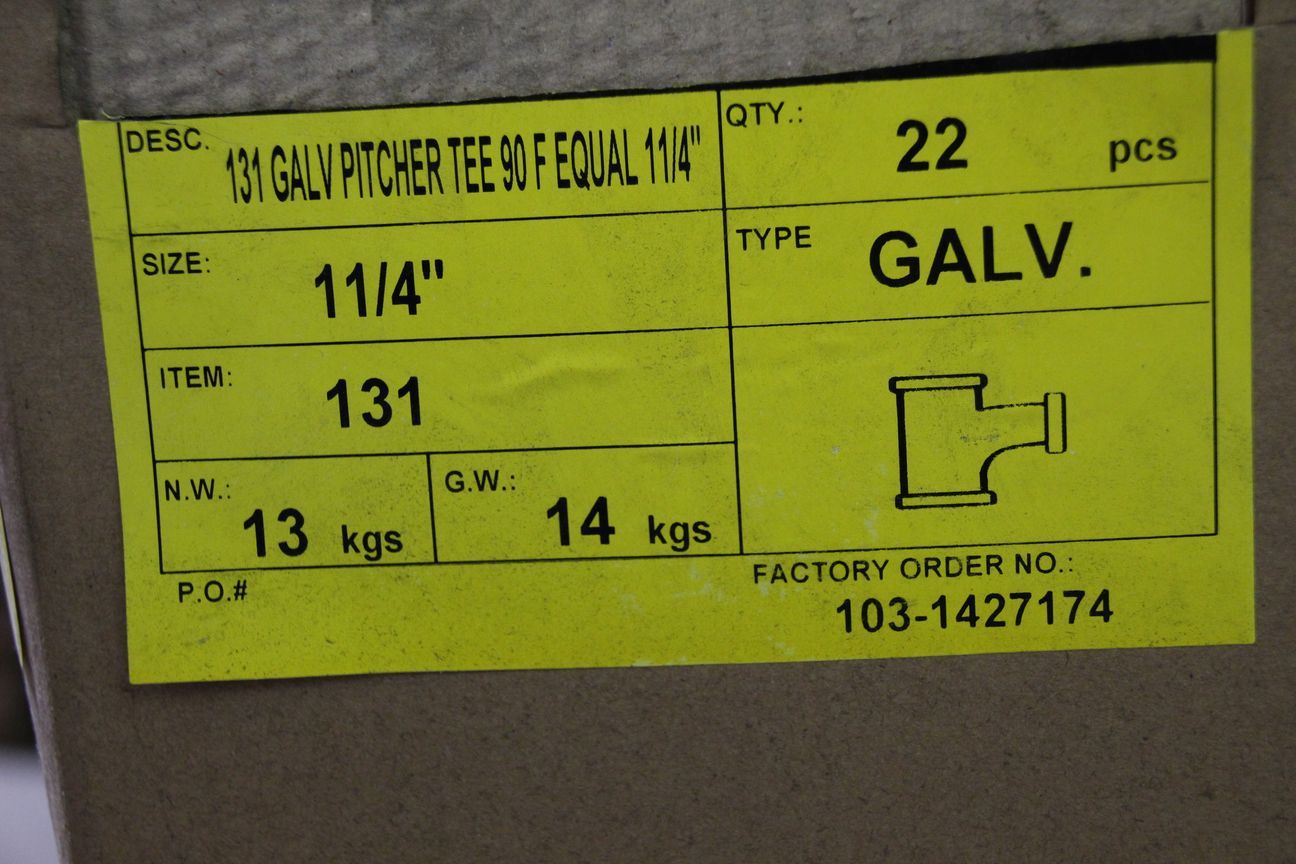 DESC. 131 GALV PITCHER TEE 90 F EQUAL 11/4"
QTY.: 22 pcs
SIZE: 11/4"
TYPE GALV.
ITEM: 131
N.W.: 13 kgs
G.W.: 14 kgs
P.O.#
FACTORY ORDER NO.:
103-1427174